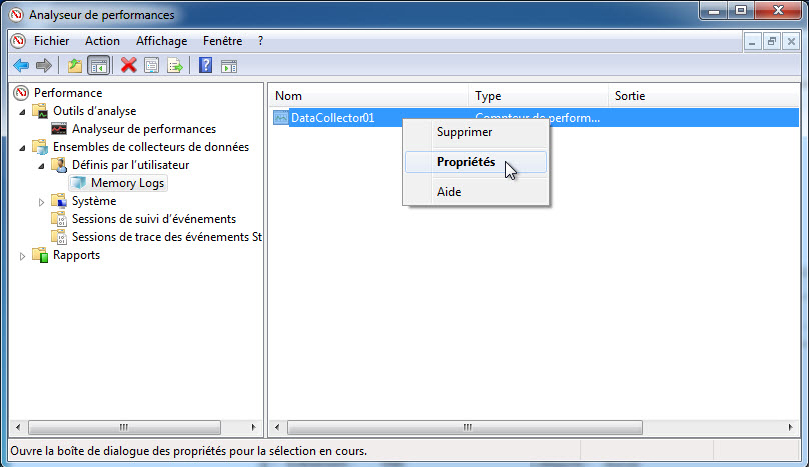 Analyseur de performances
Fichier Action Affichage Fenêtre ?
Performance
Outils d'analyse
Analyseur de performances
Ensembles de collecteurs de données
Définis par l'utilisateur
Memory Logs
Système
Sessions de suivi d'événements
Sessions de trace des événements St
Rapports
Nom Type Sortie
DataCollector01 Compteur de perform...
Supprimer
Propriétés
Aide
Ouvre la boîte de dialogue des propriétés pour la sélection en cours.